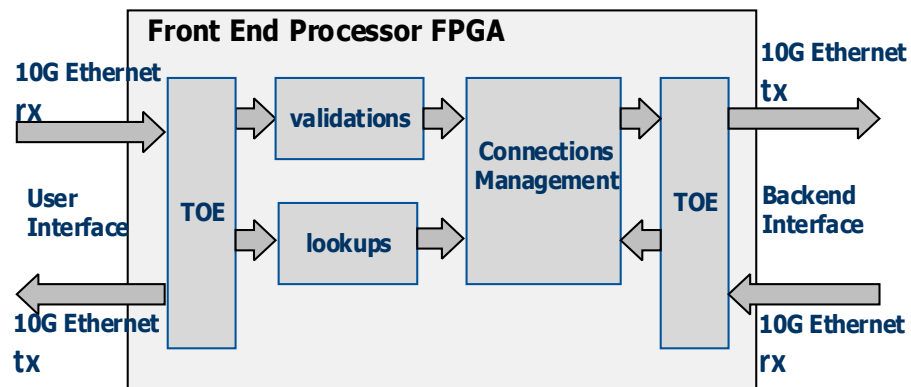 Front End Processor FPGA
10G Ethernet
rx
User
Interface
10G Ethernet
tx
TOE
validations
lookups
Connections
Management
TOE
10G Ethernet
tx
Backend
Interface
10G Ethernet
rx